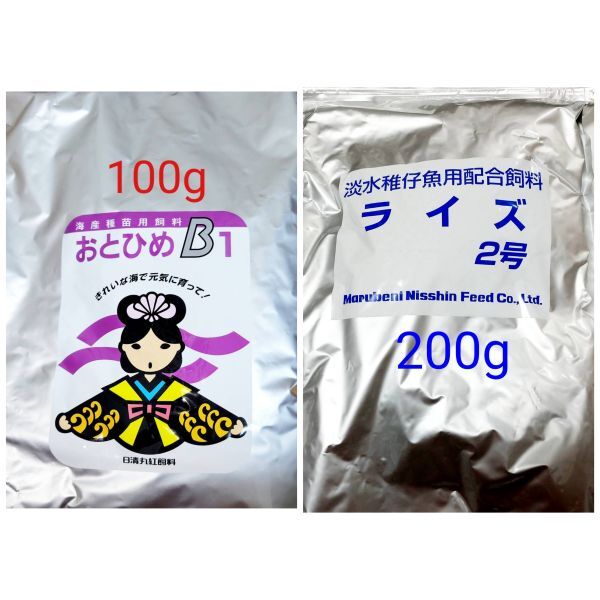 100g
海産種苗用飼料
おとひめ B1
きれいな海で元気に育って!
日清丸紅飼料
淡水稚仔魚用配合飼料
ライズ
2号
Marubeni Nisshin Feed Co., Ltd.
200g